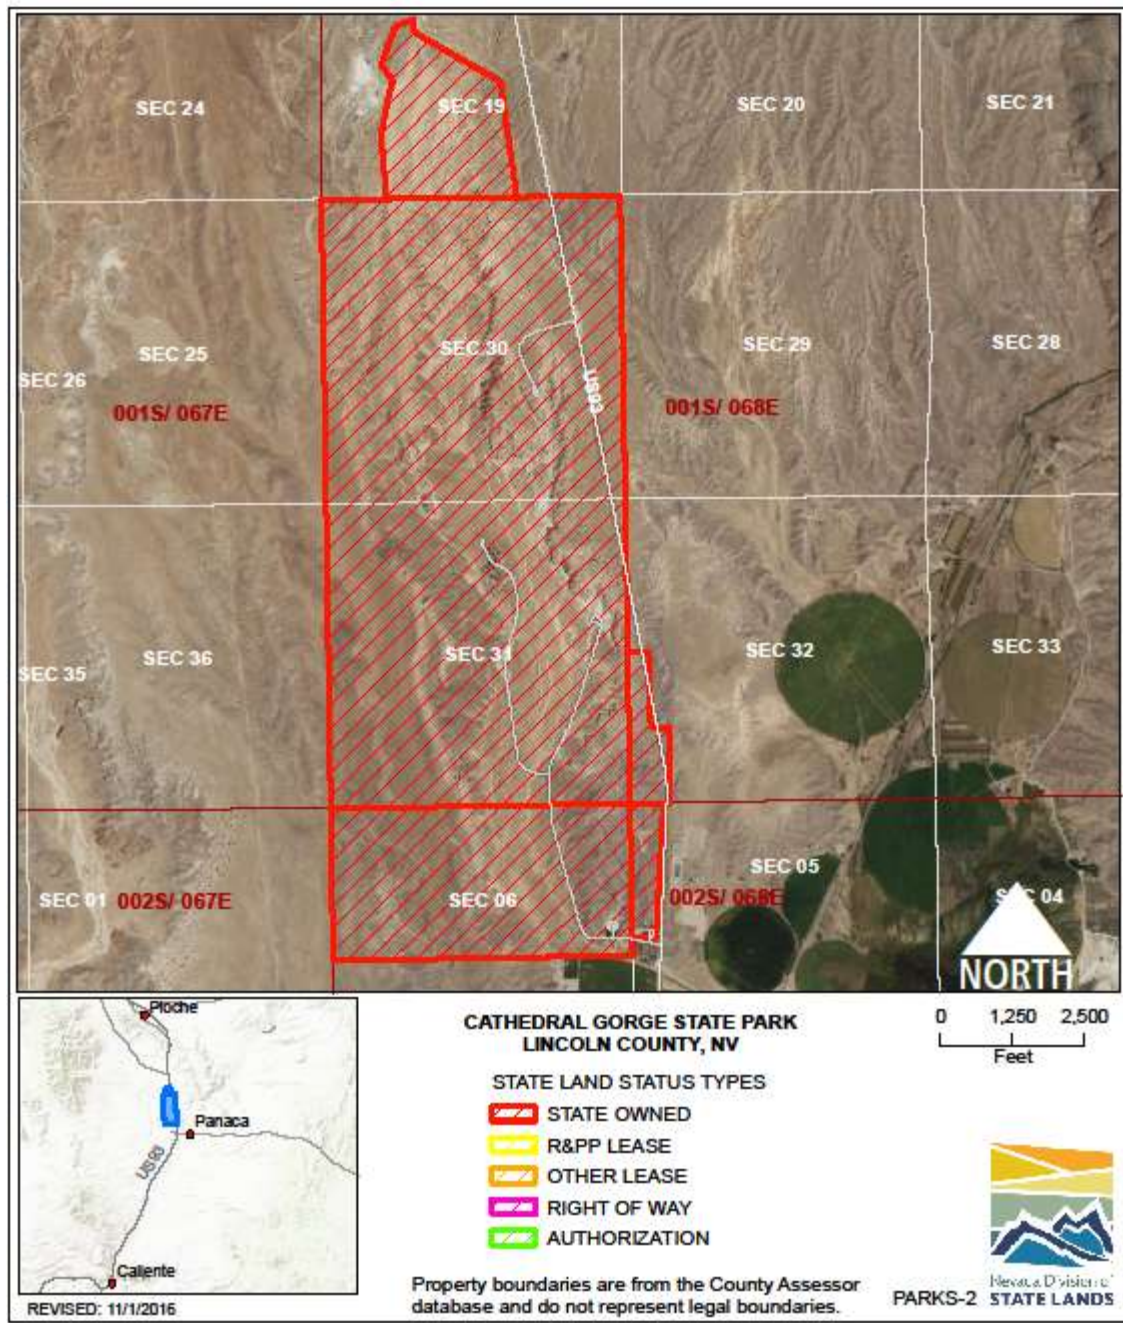 SEC 24
SEC 19
SEC 20
SEC 21
SEC 25
SEC 26
SEC 30
SEC 29
SEC 28
001S/ 067E
US93
001S/ 068E
SEC 35
SEC 36
SEC 31
SEC 32
SEC 33
SEC 01
002S/ 067E
SEC 06
SEC 05
002S/ 068E
SEC 04
NORTH
Pioche
Panaca
US93
Caliente
REVISED: 11/1/2016
CATHEDRAL GORGE STATE PARK
LINCOLN COUNTY, NV
STATE LAND STATUS TYPES
STATE OWNED
R&PP LEASE
OTHER LEASE
RIGHT OF WAY
AUTHORIZATION
Property boundaries are from the County Assessor
database and do not represent legal boundaries.
0 1,250 2,500
Feet
PARKS-2
Nevada Division of
STATE LANDS